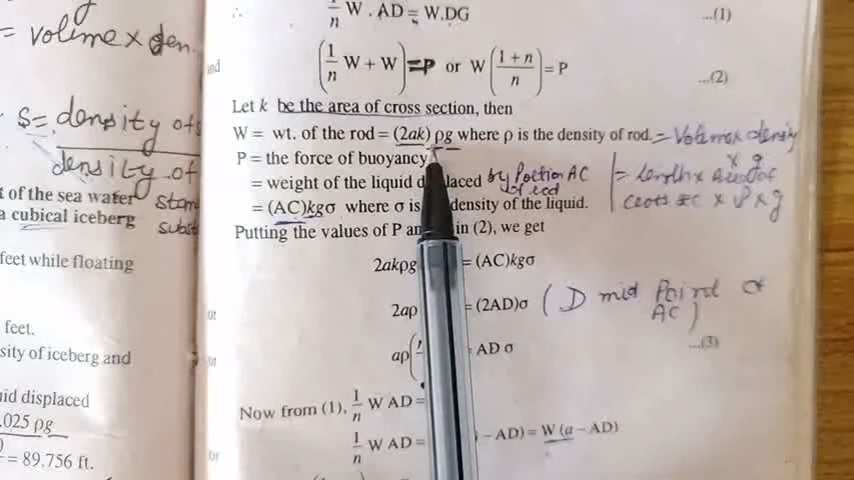 = volume x den.
S = density of s
density of
t of the sea water stan
a cubical iceberg subst
feet while floating
feet.
sity of iceberg and
uid displaced
.025 ρg
= 89.756 ft.
∴ 1/n W . AD = W.DG ...(1)
and (1/n W + W) = P or W (1 + n / n) = P ...(2)
Let k be the area of cross section, then
W = wt. of the rod = (2ak) ρg where ρ is the density of rod. = Volume x density x g
P = the force of buoyancy
= weight of the liquid d laced by Portion AC of rod
= length x Area of cross sec x ρ x g
= (AC)kgσ where σ is density of the liquid.
Putting the values of P an in (2), we get
2akρg = (AC)kgσ
or 2aρ = (2AD)σ ( D mid Point of AC )
or aρ( AD σ ...(3)
Now from (1), 1/n W AD =
or 1/n W AD = – AD) = W (a – AD)